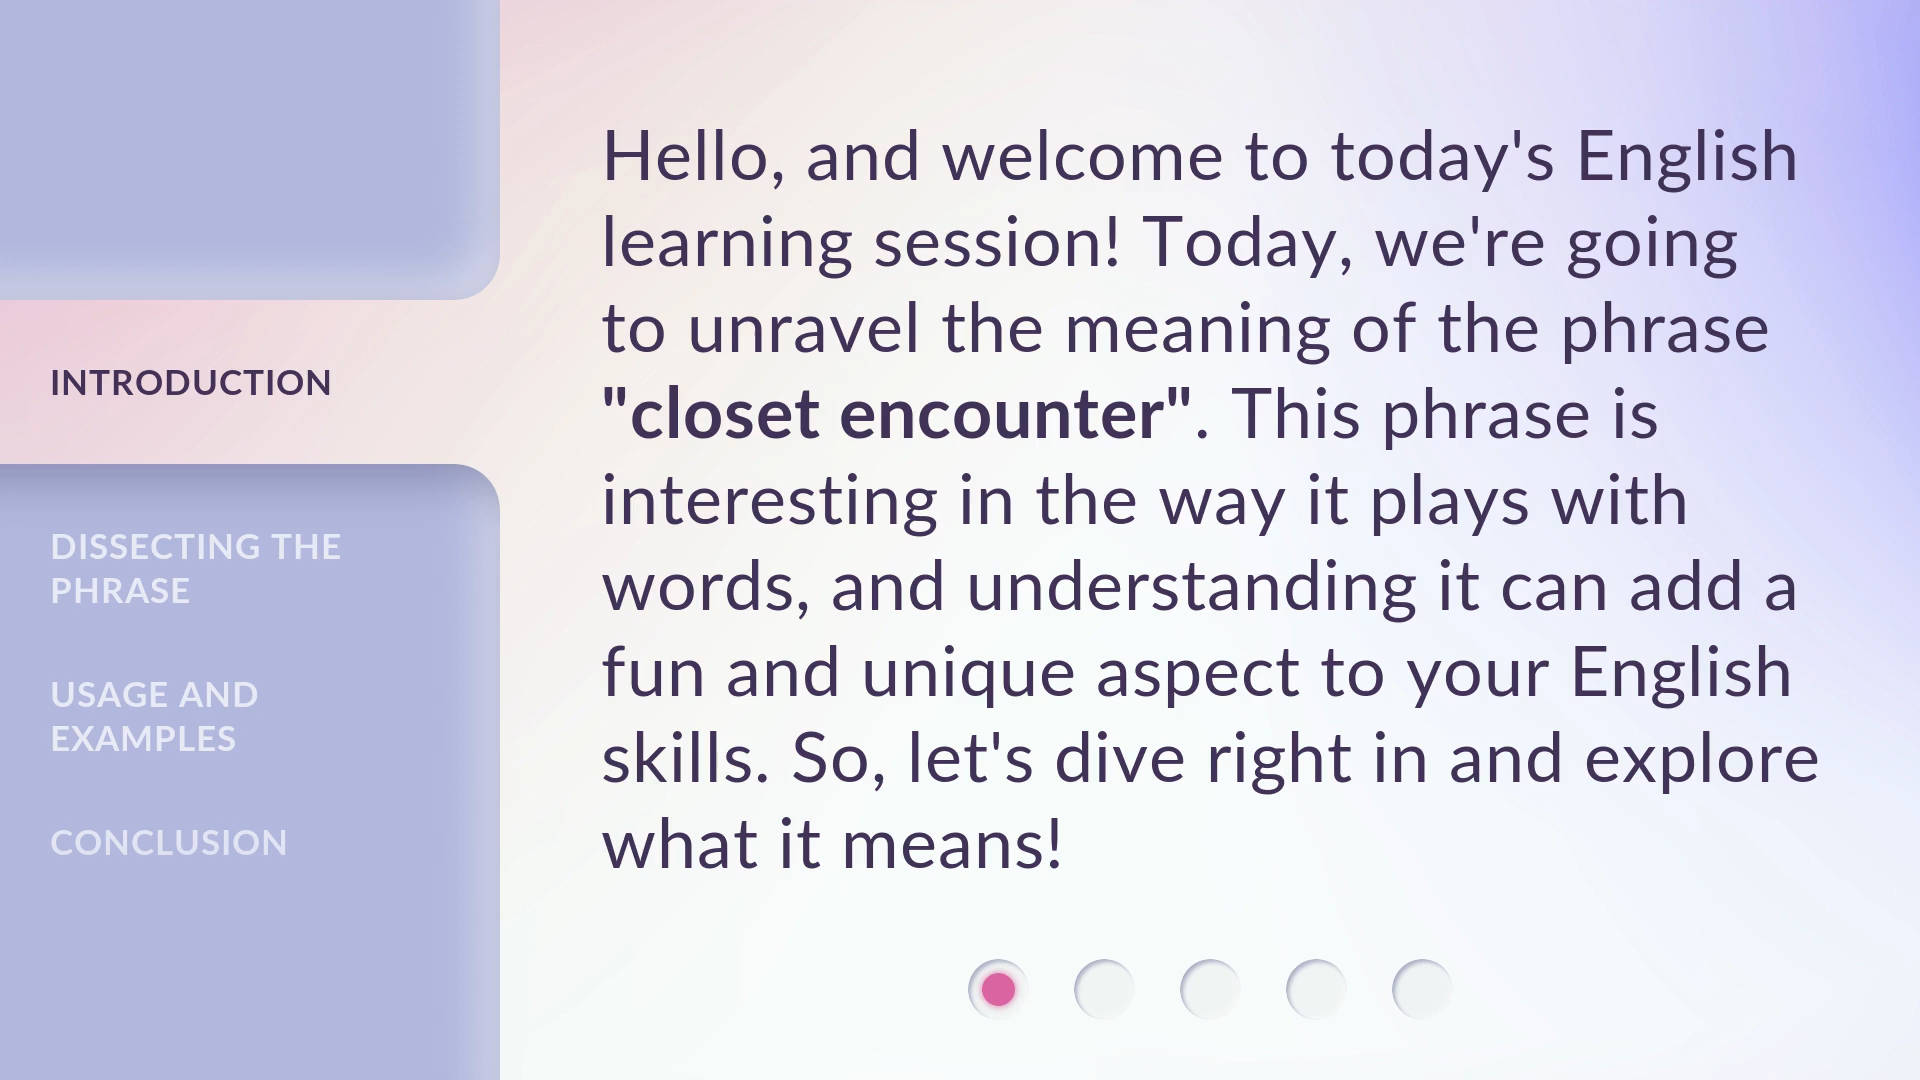 INTRODUCTION
DISSECTING THE
PHRASE
USAGE AND
EXAMPLES
CONCLUSION
Hello, and welcome to today's English
learning session! Today, we're going
to unravel the meaning of the phrase
"closet encounter". This phrase is
interesting in the way it plays with
words, and understanding it can add a
fun and unique aspect to your English
skills. So, let's dive right in and explore
what it means!